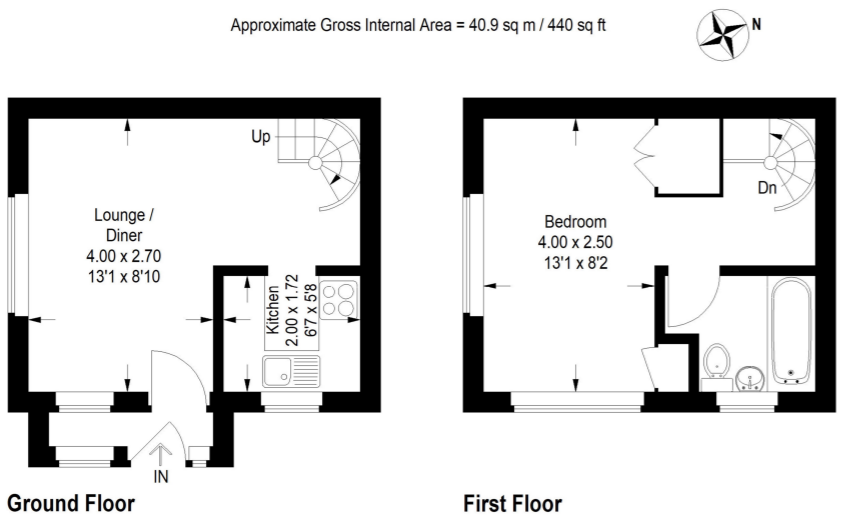 Approximate Gross Internal Area = 40.9 sq m / 440 sq ft
N
Up
Lounge /
Diner
4.00 x 2.70
13'1 x 8'10
Kitchen
2.00 x 1.72
6'7 x 5'8
IN
Ground Floor
Dn
Bedroom
4.00 x 2.50
13'1 x 8'2
First Floor